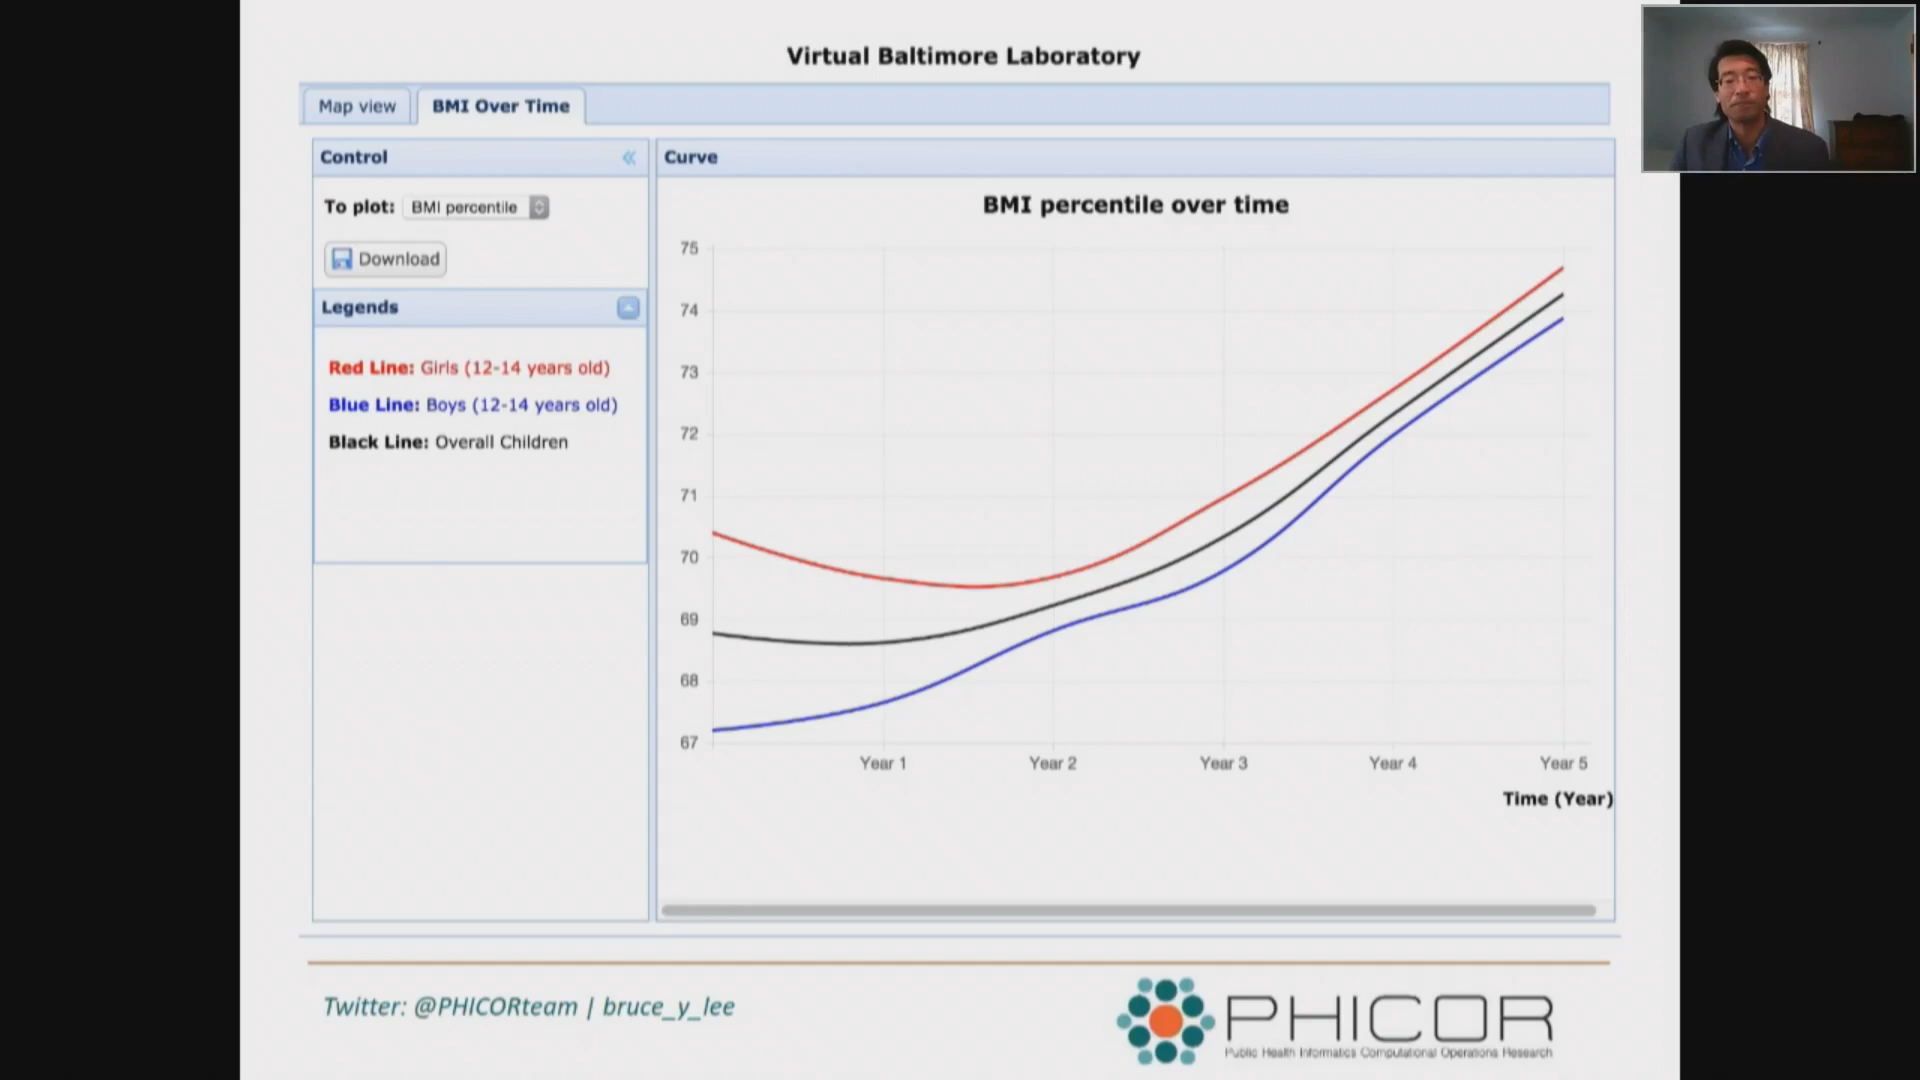 Virtual Baltimore Laboratory
Map view
BMI Over Time
Control
To plot: BMI percentile
Download
Legends
Red Line: Girls (12-14 years old)
Blue Line: Boys (12-14 years old)
Black Line: Overall Children
Curve
BMI percentile over time
75
74
73
72
71
70
69
68
67
Year 1 Year 2 Year 3 Year 4 Year 5
Time (Year)
Twitter: @PHICORteam | bruce_y_lee
PHICOR
Public Health Informatics Computational Operations Research